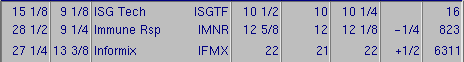 15 1/8 9 1/8 ISG Tech ISGTF 10 1/2 10 10 1/4 16
28 1/2 9 1/4 Immune Rsp IMNR 12 5/8 12 12 1/8 -1/4 823
27 1/4 13 3/8 Informix IFMX 22 21 22 +1/2 6311